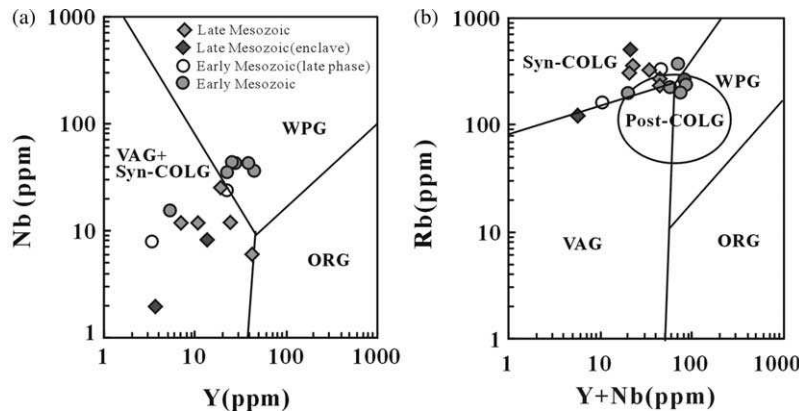 (a)
1000
100
10
1
Nb (ppm)
Late Mesozoic
Late Mesozoic(enclave)
Early Mesozoic(late phase)
Early Mesozoic
WPG
VAG+
Syn-COLG
ORG
1 10 100 1000
Y(ppm)
(b)
1000
100
10
1
Rb(ppm)
Syn-COLG
WPG
Post-COLG
VAG
ORG
1 10 100 1000
Y+Nb(ppm)